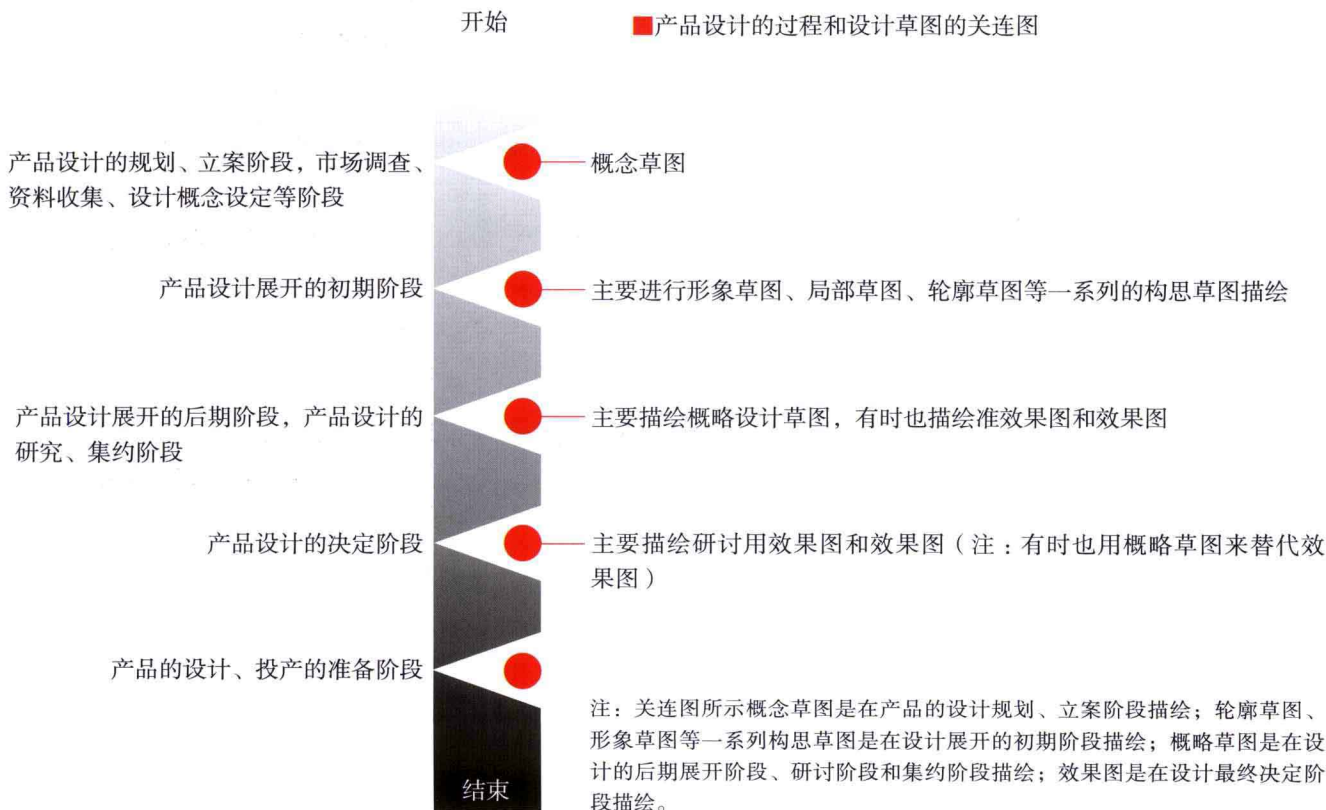 开始
■产品设计的过程和设计草图的关连图
产品设计的规划、立案阶段，市场调查、
资料收集、设计概念设定等阶段
概念草图
产品设计展开的初期阶段
主要进行形象草图、局部草图、轮廓草图等一系列的构思草图描绘
产品设计展开的后期阶段，产品设计的
研究、集约阶段
主要描绘概略设计草图，有时也描绘准效果图和效果图
产品设计的决定阶段
主要描绘研讨用效果图和效果图（注：有时也用概略草图来替代效
果图）
产品的设计、投产的准备阶段
注：关连图所示概念草图是在产品的设计规划、立案阶段描绘；轮廓草图、
形象草图等一系列构思草图是在设计展开的初期阶段描绘；概略草图是在设
计的后期展开阶段、研讨阶段和集约阶段描绘；效果图是在设计最终决定阶
段描绘。
结束